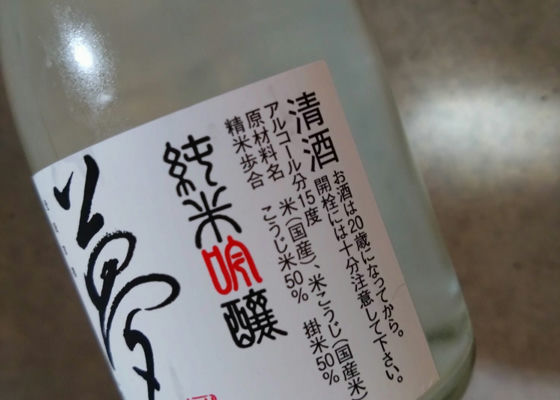 清酒
お酒は20歳になってから。
開栓には十分注意して下さい。
アルコール分15度
原材料名 米(国産)、米こうじ(国産米)
精米歩合 こうじ米50% 掛米50%
純米吟醸
夢